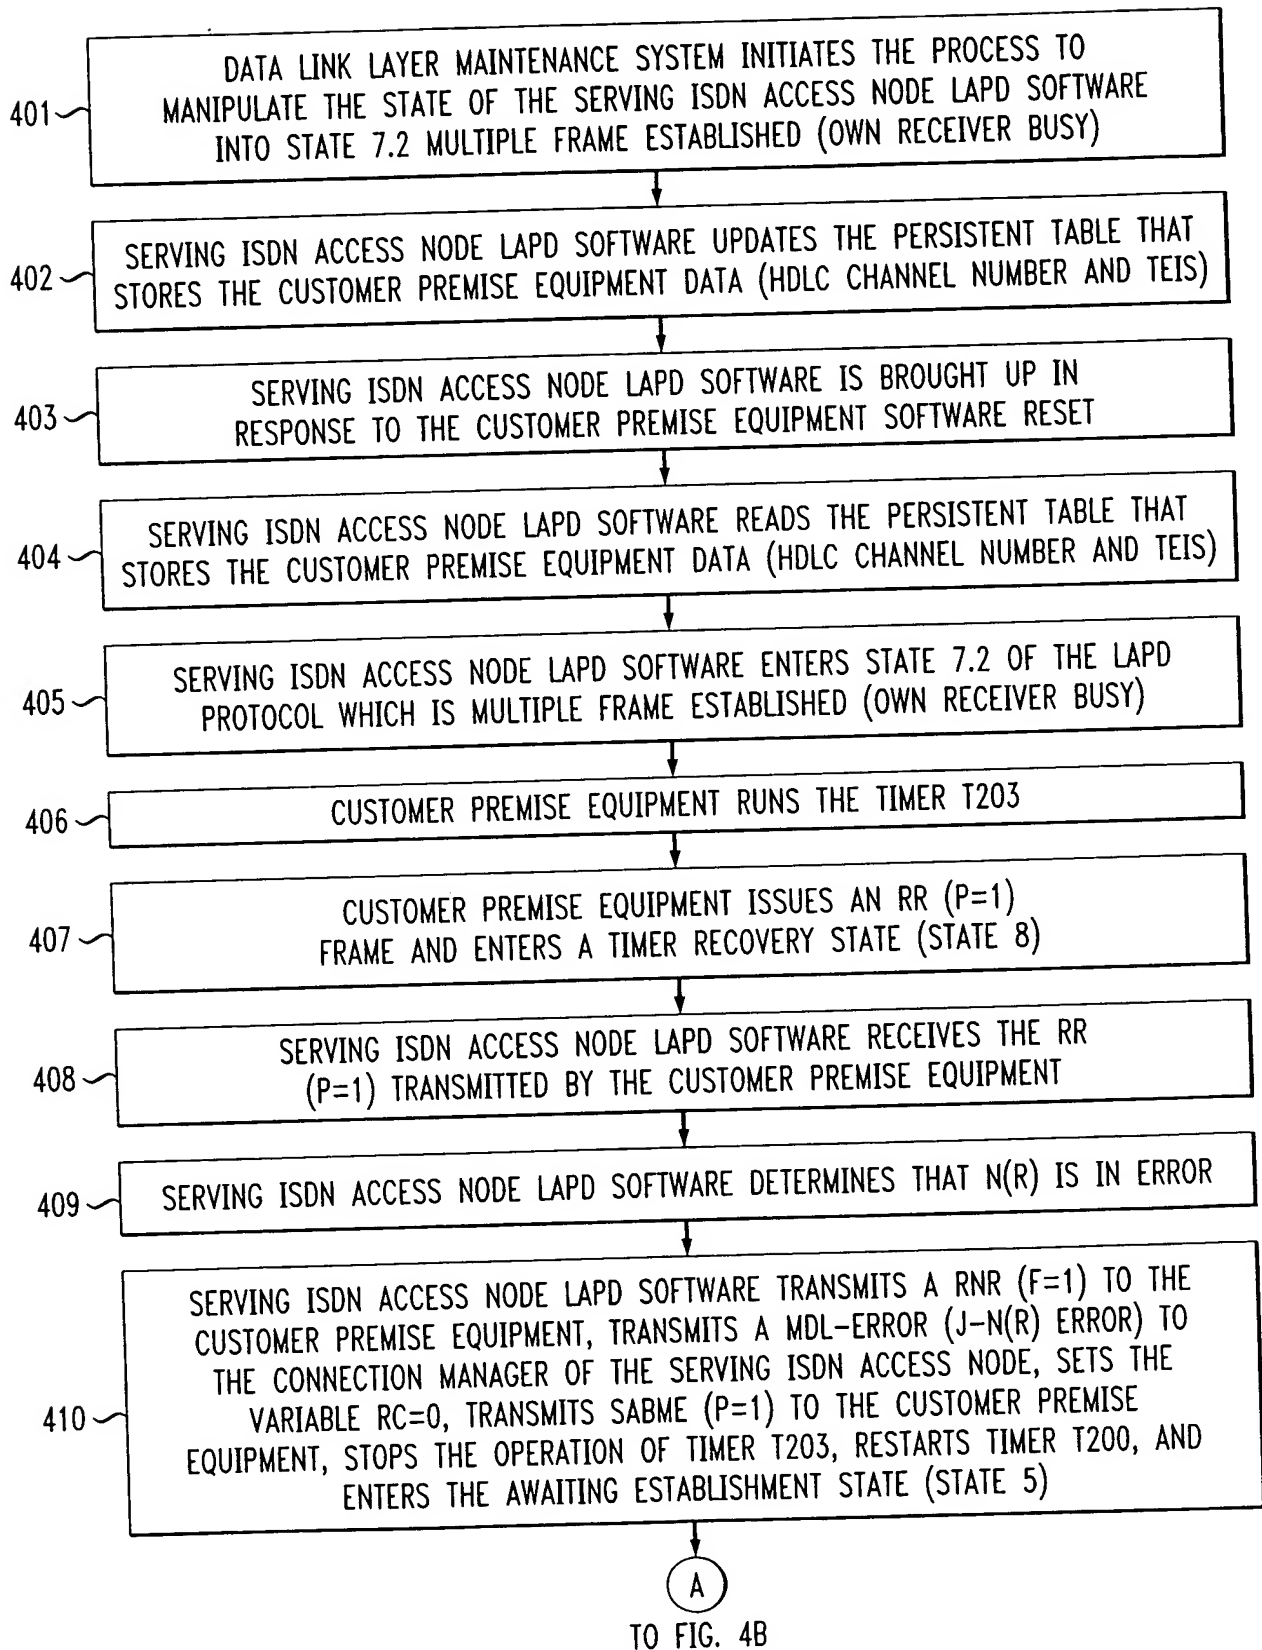 401
DATA LINK LAYER MAINTENANCE SYSTEM INITIATES THE PROCESS TO
MANIPULATE THE STATE OF THE SERVING ISDN ACCESS NODE LAPD SOFTWARE
INTO STATE 7.2 MULTIPLE FRAME ESTABLISHED (OWN RECEIVER BUSY)
402
SERVING ISDN ACCESS NODE LAPD SOFTWARE UPDATES THE PERSISTENT TABLE THAT
STORES THE CUSTOMER PREMISE EQUIPMENT DATA (HDLC CHANNEL NUMBER AND TEIS)
403
SERVING ISDN ACCESS NODE LAPD SOFTWARE IS BROUGHT UP IN
RESPONSE TO THE CUSTOMER PREMISE EQUIPMENT SOFTWARE RESET
404
SERVING ISDN ACCESS NODE LAPD SOFTWARE READS THE PERSISTENT TABLE THAT
STORES THE CUSTOMER PREMISE EQUIPMENT DATA (HDLC CHANNEL NUMBER AND TEIS)
405
SERVING ISDN ACCESS NODE LAPD SOFTWARE ENTERS STATE 7.2 OF THE LAPD
PROTOCOL WHICH IS MULTIPLE FRAME ESTABLISHED (OWN RECEIVER BUSY)
406
CUSTOMER PREMISE EQUIPMENT RUNS THE TIMER T203
407
CUSTOMER PREMISE EQUIPMENT ISSUES AN RR (P=1)
FRAME AND ENTERS A TIMER RECOVERY STATE (STATE 8)
408
SERVING ISDN ACCESS NODE LAPD SOFTWARE RECEIVES THE RR
(P=1) TRANSMITTED BY THE CUSTOMER PREMISE EQUIPMENT
409
SERVING ISDN ACCESS NODE LAPD SOFTWARE DETERMINES THAT N(R) IS IN ERROR
410
SERVING ISDN ACCESS NODE LAPD SOFTWARE TRANSMITS A RNR (F=1) TO THE
CUSTOMER PREMISE EQUIPMENT, TRANSMITS A MDL-ERROR (J-N(R) ERROR) TO
THE CONNECTION MANAGER OF THE SERVING ISDN ACCESS NODE, SETS THE
VARIABLE RC=0, TRANSMITS SABME (P=1) TO THE CUSTOMER PREMISE
EQUIPMENT, STOPS THE OPERATION OF TIMER T203, RESTARTS TIMER T200, AND
ENTERS THE AWAITING ESTABLISHMENT STATE (STATE 5)
A
TO FIG. 4B